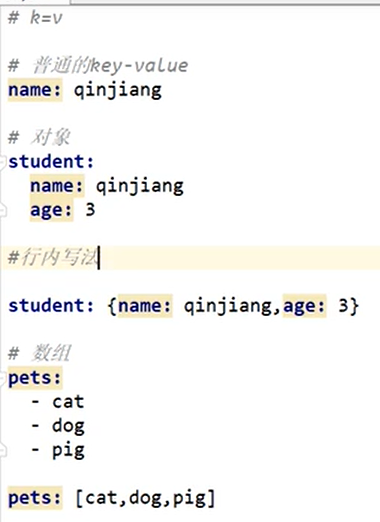 # k=v
# 普通的key-value
name: qinjiang
# 对象
student:
  name: qinjiang
  age: 3
#行内写法
student: {name: qinjiang,age: 3}
# 数组
pets:
  - cat
  - dog
  - pig
pets: [cat,dog,pig]